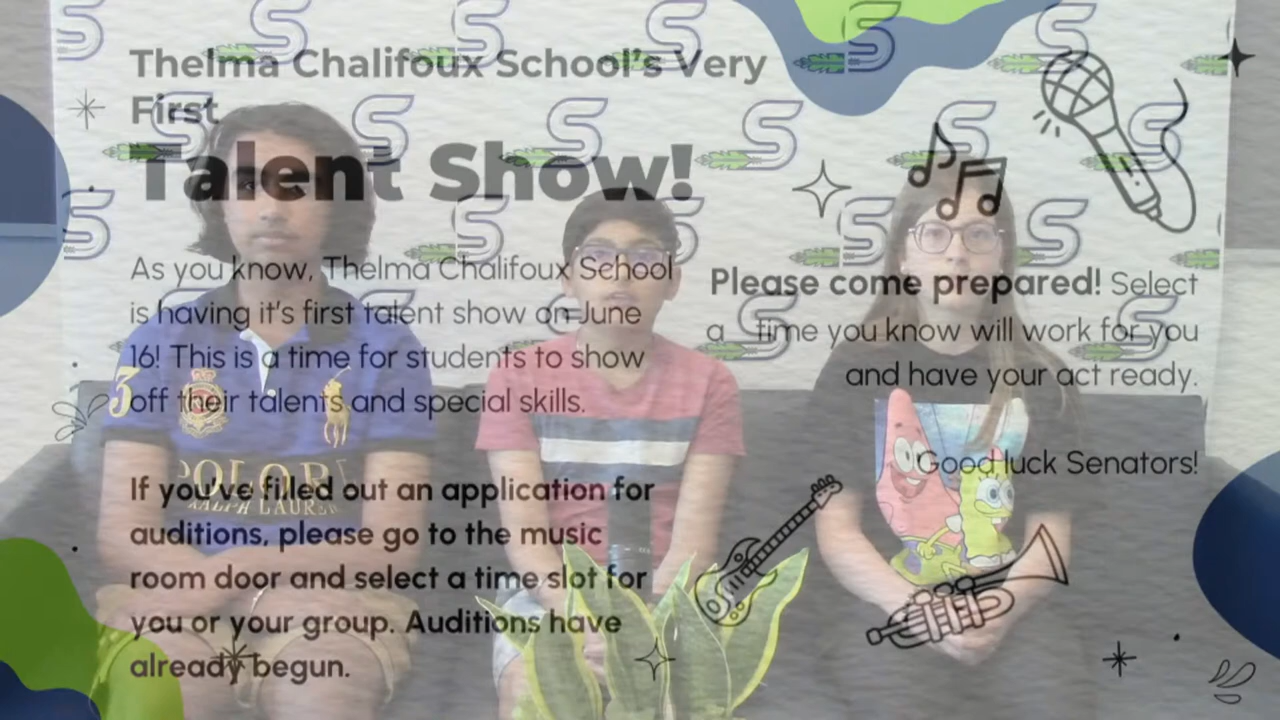 Thelma Chalifoux School's Very
First
Talent Show!
As you know, Thelma Chalifoux School
is having it's first talent show on June
16! This is a time for students to show
off their talents and special skills.
If you've filled out an application for
auditions, please go to the music
room door and select a time slot for
you or your group. Auditions have
already begun.
Please come prepared! Select
a time you know will work for you
and have your act ready.
Good luck Senators!
3
POLO
RALPH LAUREN